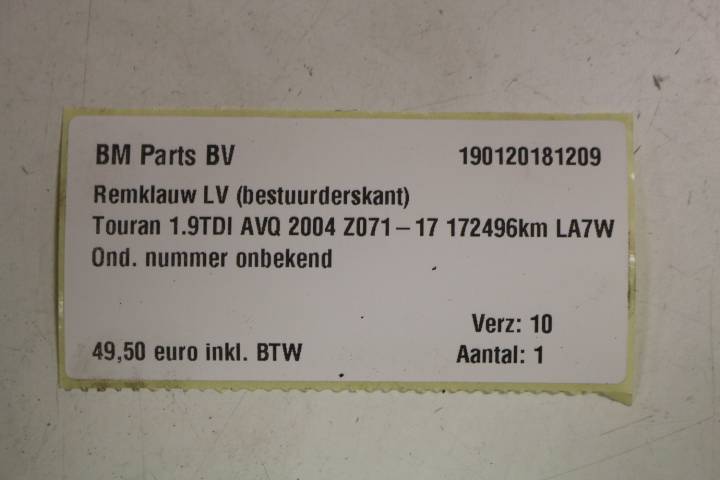 BM Parts BV 190120181209
Remklauw LV (bestuurderskant)
Touran 1.9TDI AVQ 2004 Z071-17 172496km LA7W
Ond. nummer onbekend
Verz: 10
49,50 euro inkl. BTW Aantal: 1